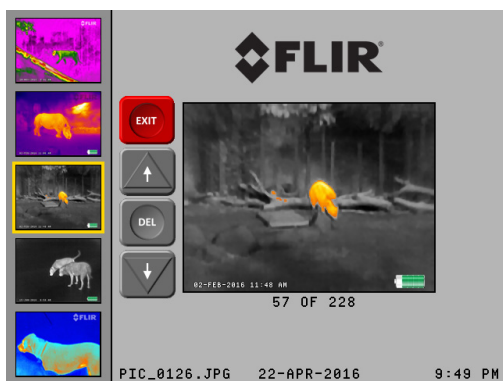 FLIR
FLIR
EXIT
DEL
02-FEB-2016 11:48 AM
57 OF 228
FLIR
PIC_0126.JPG 22-APR-2016 9:49 PM